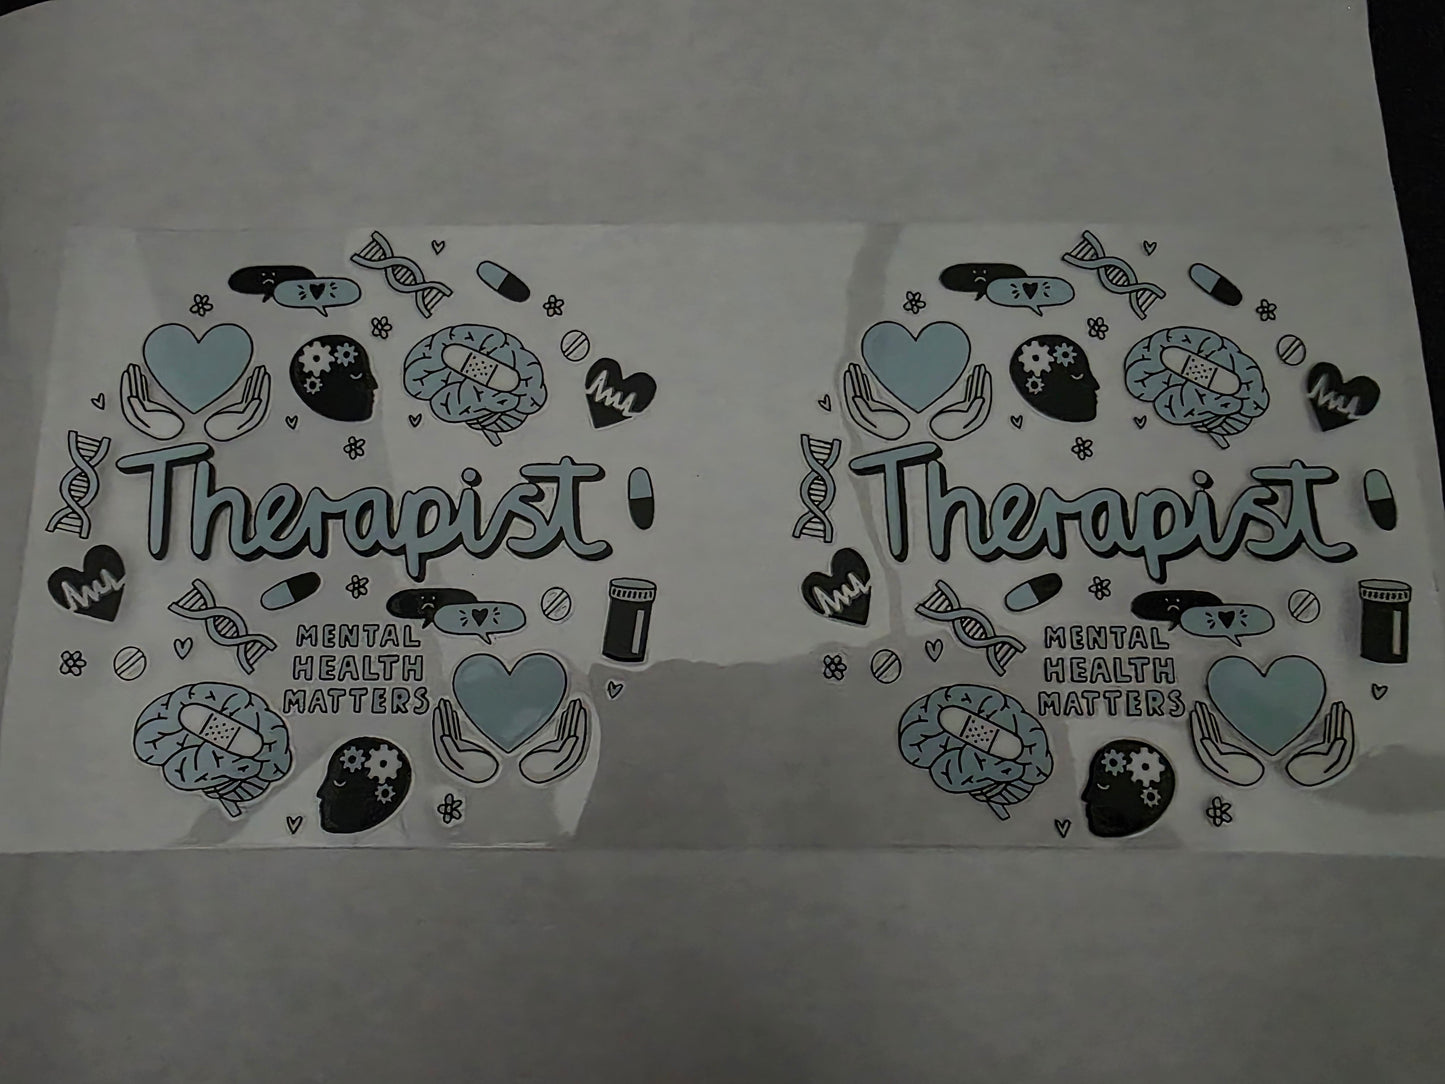 Therapist
MENTAL
HEALTH
MATTERS
Therapist
MENTAL
HEALTH
MATTERS